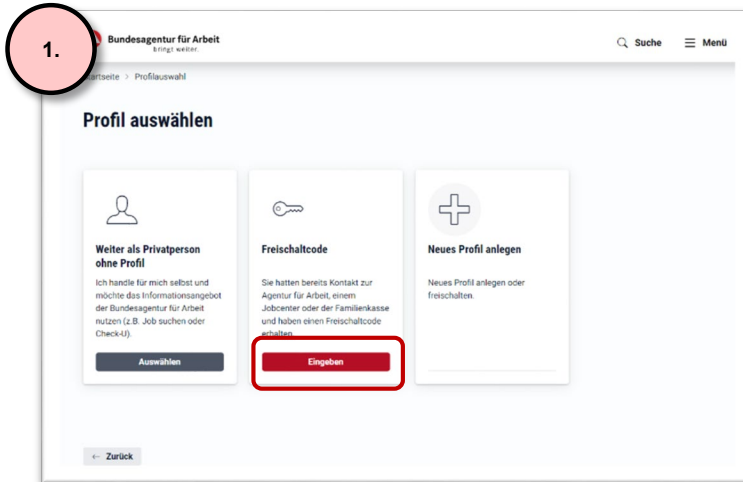 1.
Bundesagentur für Arbeit
bringt weiter.
Suche
Menü
Startseite > Profilauswahl
Profil auswählen
Weiter als Privatperson
ohne Profil
Ich handle für mich selbst und
möchte das Informationsangebot
der Bundesagentur für Arbeit
nutzen (z.B. Job suchen oder
Check-U).
Auswählen
Freischaltcode
Sie hatten bereits Kontakt zur
Agentur für Arbeit, einem
Jobcenter oder der Familienkasse
und haben einen Freischaltcode
erhalten.
Eingeben
Neues Profil anlegen
Neues Profil anlegen oder
freischalten.
← Zurück